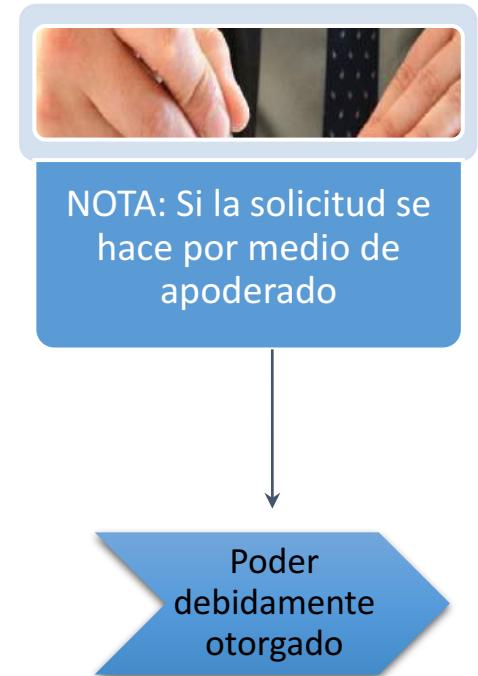 NOTA: Si la solicitud se
hace por medio de
apoderado
Poder
debidamente
otorgado